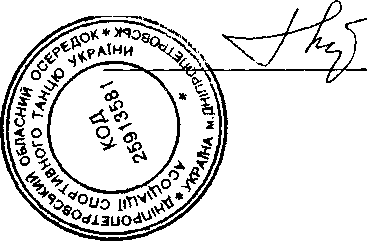 * УКРАЇНА м.ДНІПРОПЕТРОВСЬК *
ДНІПРОПЕТРОВСЬКИЙ ОБЛАСНИЙ ОСЕРЕДОК
АСОЦІАЦІЇ СПОРТИВНОГО ТАНЦЮ УКРАЇНИ
КОД
25913581